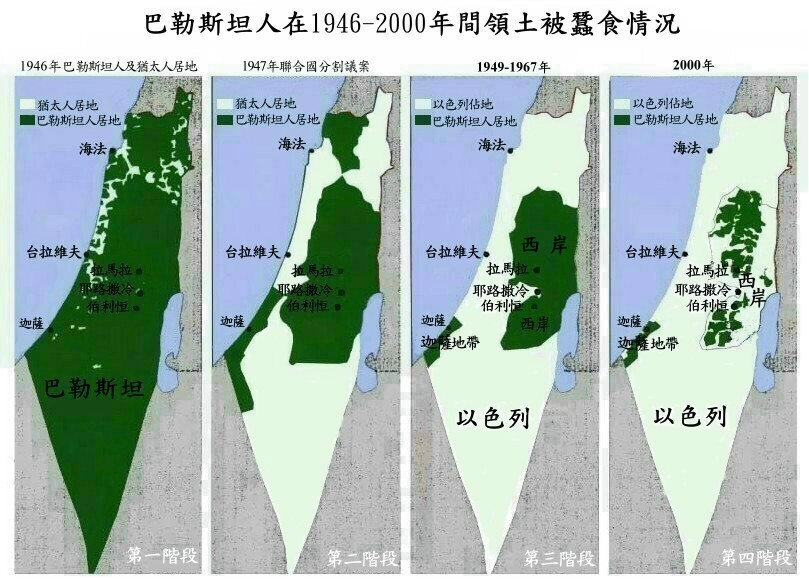 巴勒斯坦人在1946-2000年間領土被蠶食情況
1946年巴勒斯坦人及猶太人居地
猶太人居地
巴勒斯坦人居地
海法
台拉維夫
拉馬拉
耶路撒冷
伯利恒
迦薩
巴勒斯坦
第一階段
1947年聯合國分割議案
猶太人居地
巴勒斯坦人居地
海法
台拉維夫
拉馬拉
耶路撒冷
伯利恒
迦薩
第二階段
1949-1967年
以色列佔地
巴勒斯坦人居地
海法
西岸
台拉維夫
拉馬拉
耶路撒冷
伯利恒
迦薩
西岸
迦薩地帶
以色列
第三階段
2000年
以色列佔地
巴勒斯坦人居地
海法
台拉維夫
拉馬拉
耶路撒冷
西岸
伯利恒
迦薩
迦薩地帶
以色列
第四階段